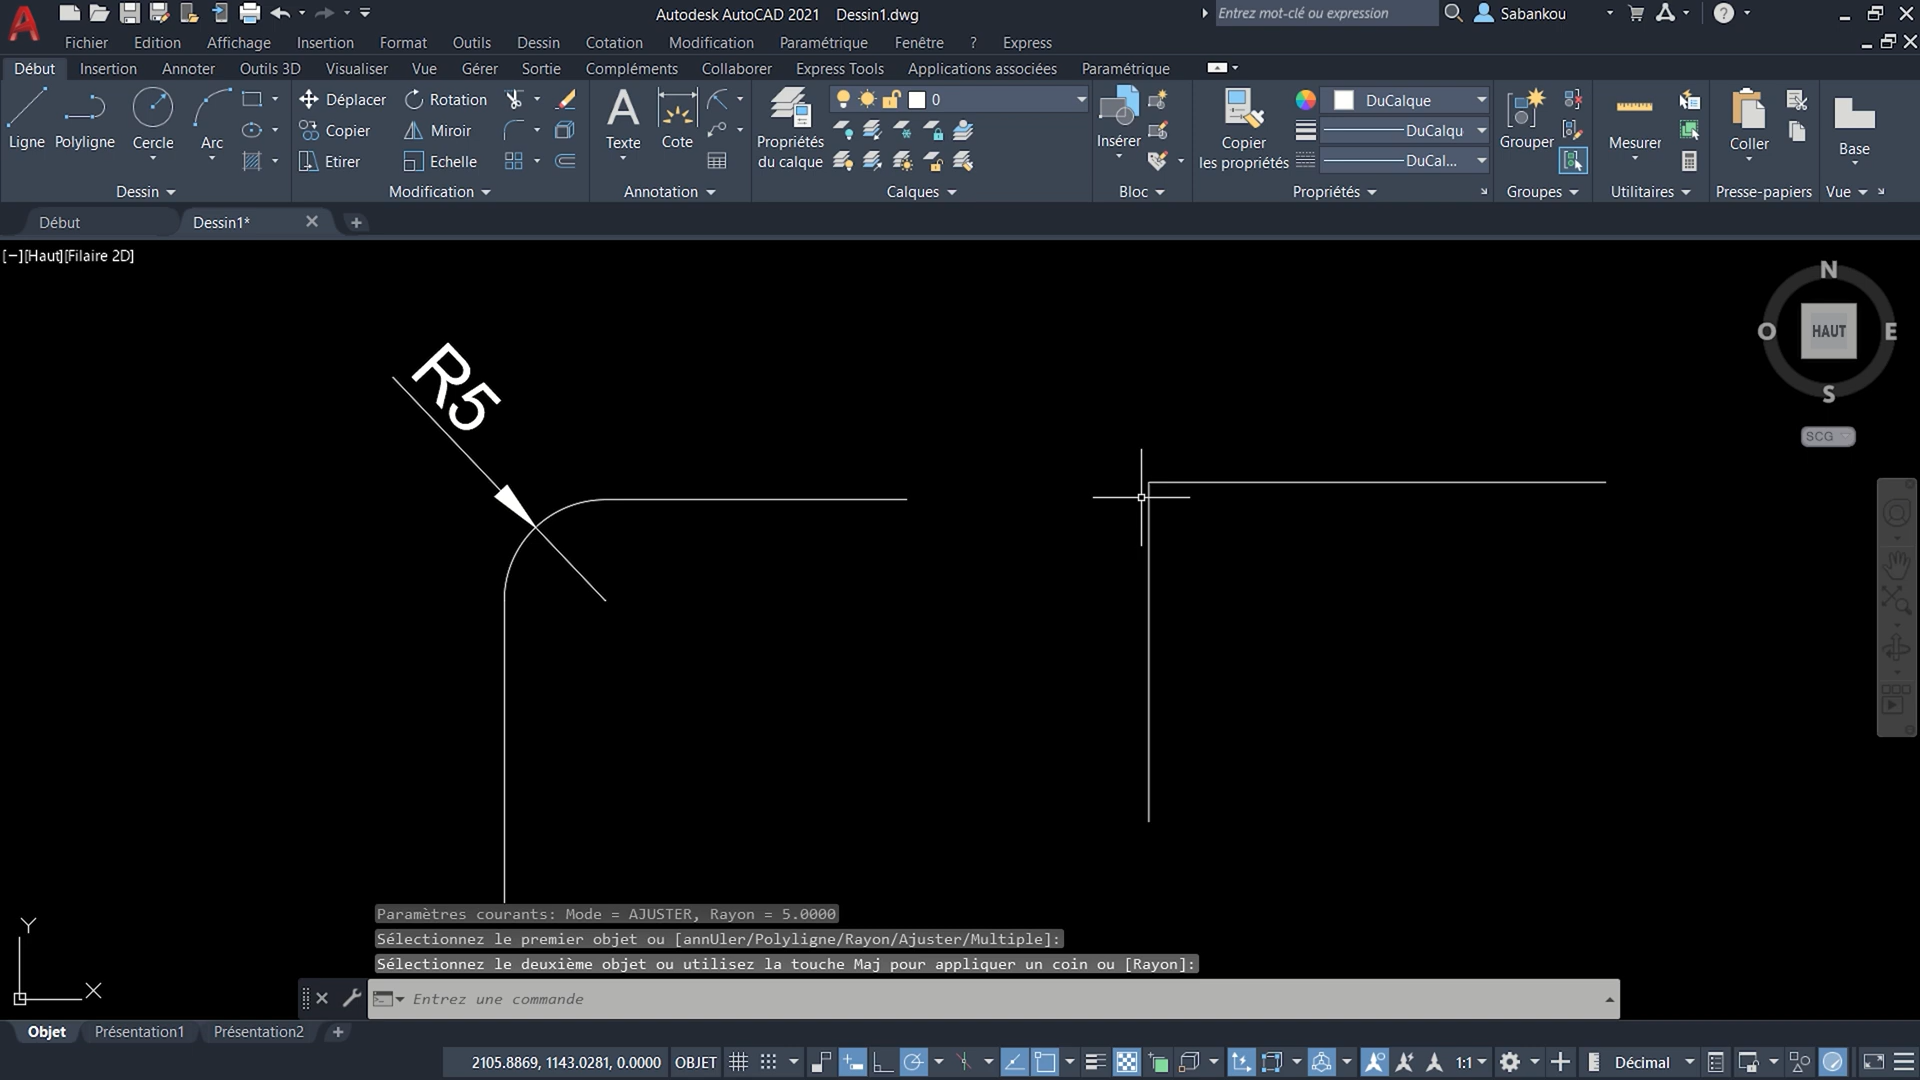 Autodesk AutoCAD 2021 Dessin1.dwg
Entrez mot-clé ou expression
Sabankou
Fichier Edition Affichage Insertion Format Outils Dessin Cotation Modification Paramétrique Fenêtre ? Express
Début Insertion Annoter Outils 3D Visualiser Vue Gérer Sortie Compléments Collaborer Express Tools Applications associées Paramétrique
Ligne Polyligne Cercle Arc
Déplacer Rotation
Copier Miroir
Etirer Echelle
Texte Cote
Propriétés
du calque
0
Insérer
Copier
les propriétés
DuCalque
DuCalqu
DuCal...
Grouper
Mesurer
Coller
Base
Dessin Modification Annotation Calques Bloc Propriétés Groupes Utilitaires Presse-papiers Vue
Début Dessin1*
[−][Haut][Filaire 2D]
N
O HAUT E
S
SCG
R5
Y
X
Paramètres courants: Mode = AJUSTER, Rayon = 5.0000
Sélectionnez le premier objet ou [annUler/Polyligne/Rayon/Ajuster/Multiple]:
Sélectionnez le deuxième objet ou utilisez la touche Maj pour appliquer un coin ou [Rayon]:
Entrez une commande
Objet Présentation1 Présentation2
2105.8869, 1143.0281, 0.0000 OBJET 1:1 Décimal